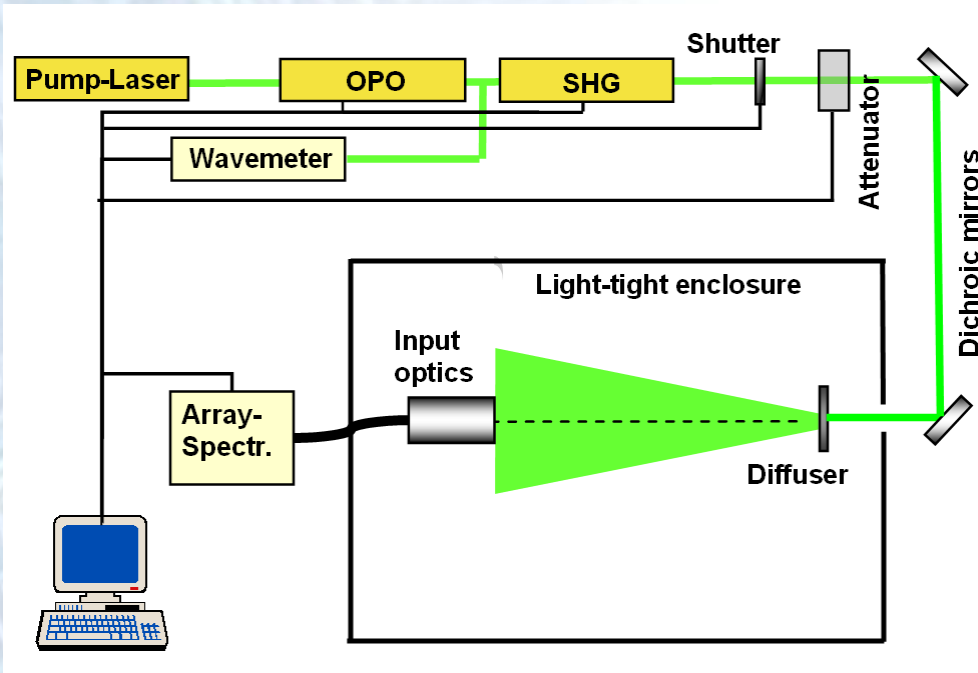 Shutter
Pump-Laser
OPO
SHG
Attenuator
Wavemeter
Dichroic mirrors
Light-tight enclosure
Input
optics
Array-
Spectr.
Diffuser